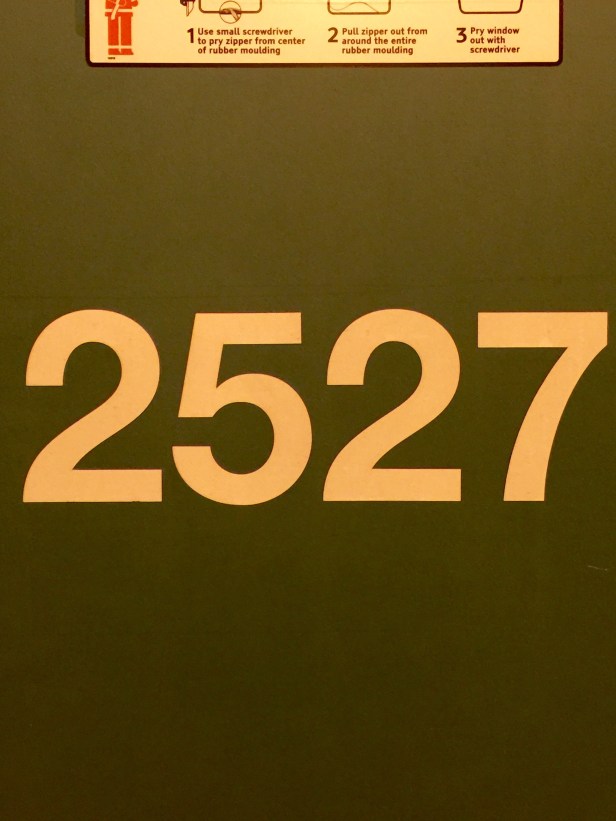 1 Use small screwdriver
to pry zipper from center
of rubber moulding
2 Pull zipper out from
around the entire
rubber moulding
3 Pry window
out with
screwdriver
2527